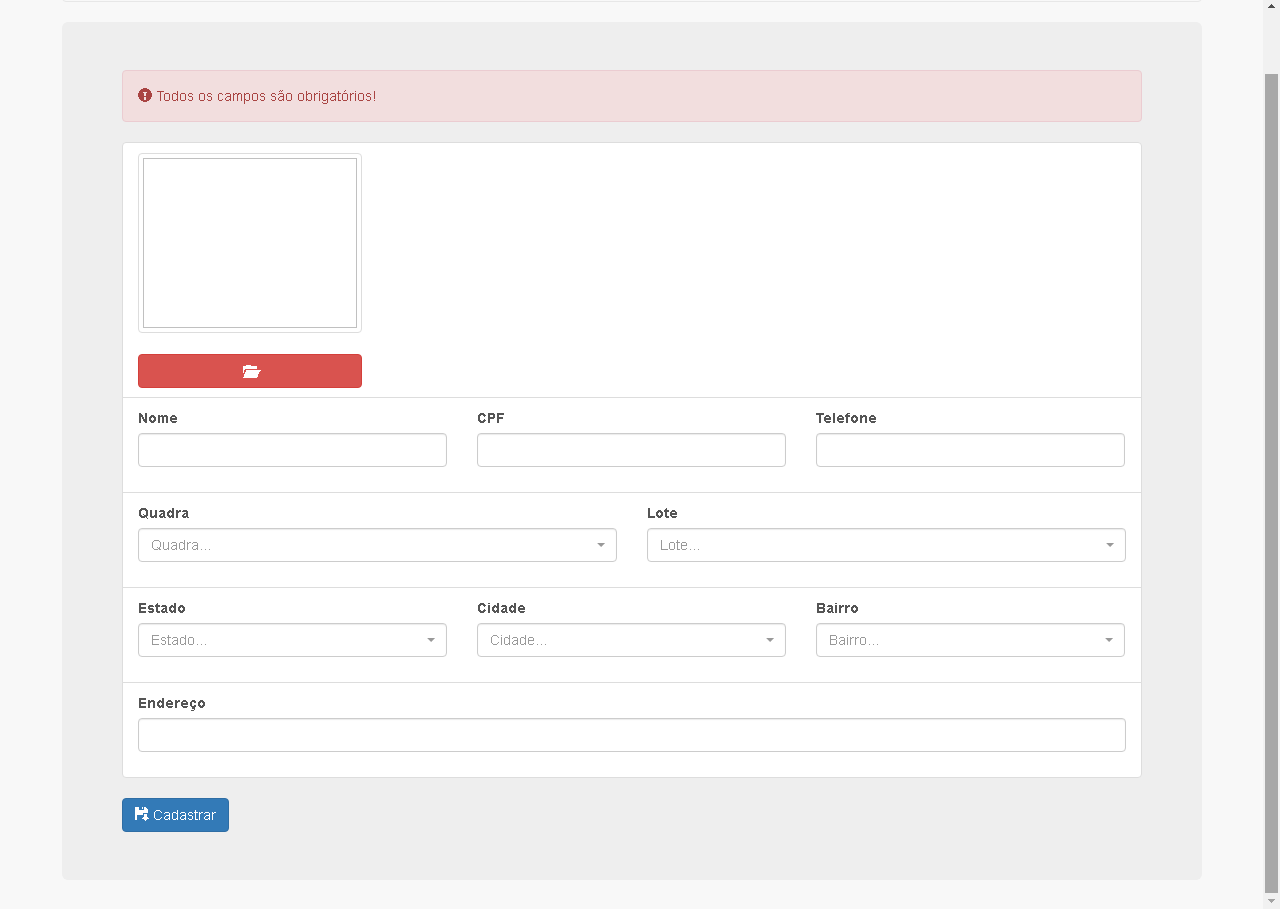 Todos os campos são obrigatórios!
Nome CPF Telefone
Quadra Lote
Quadra... Lote...
Estado Cidade Bairro
Estado... Cidade... Bairro...
Endereço
Cadastrar